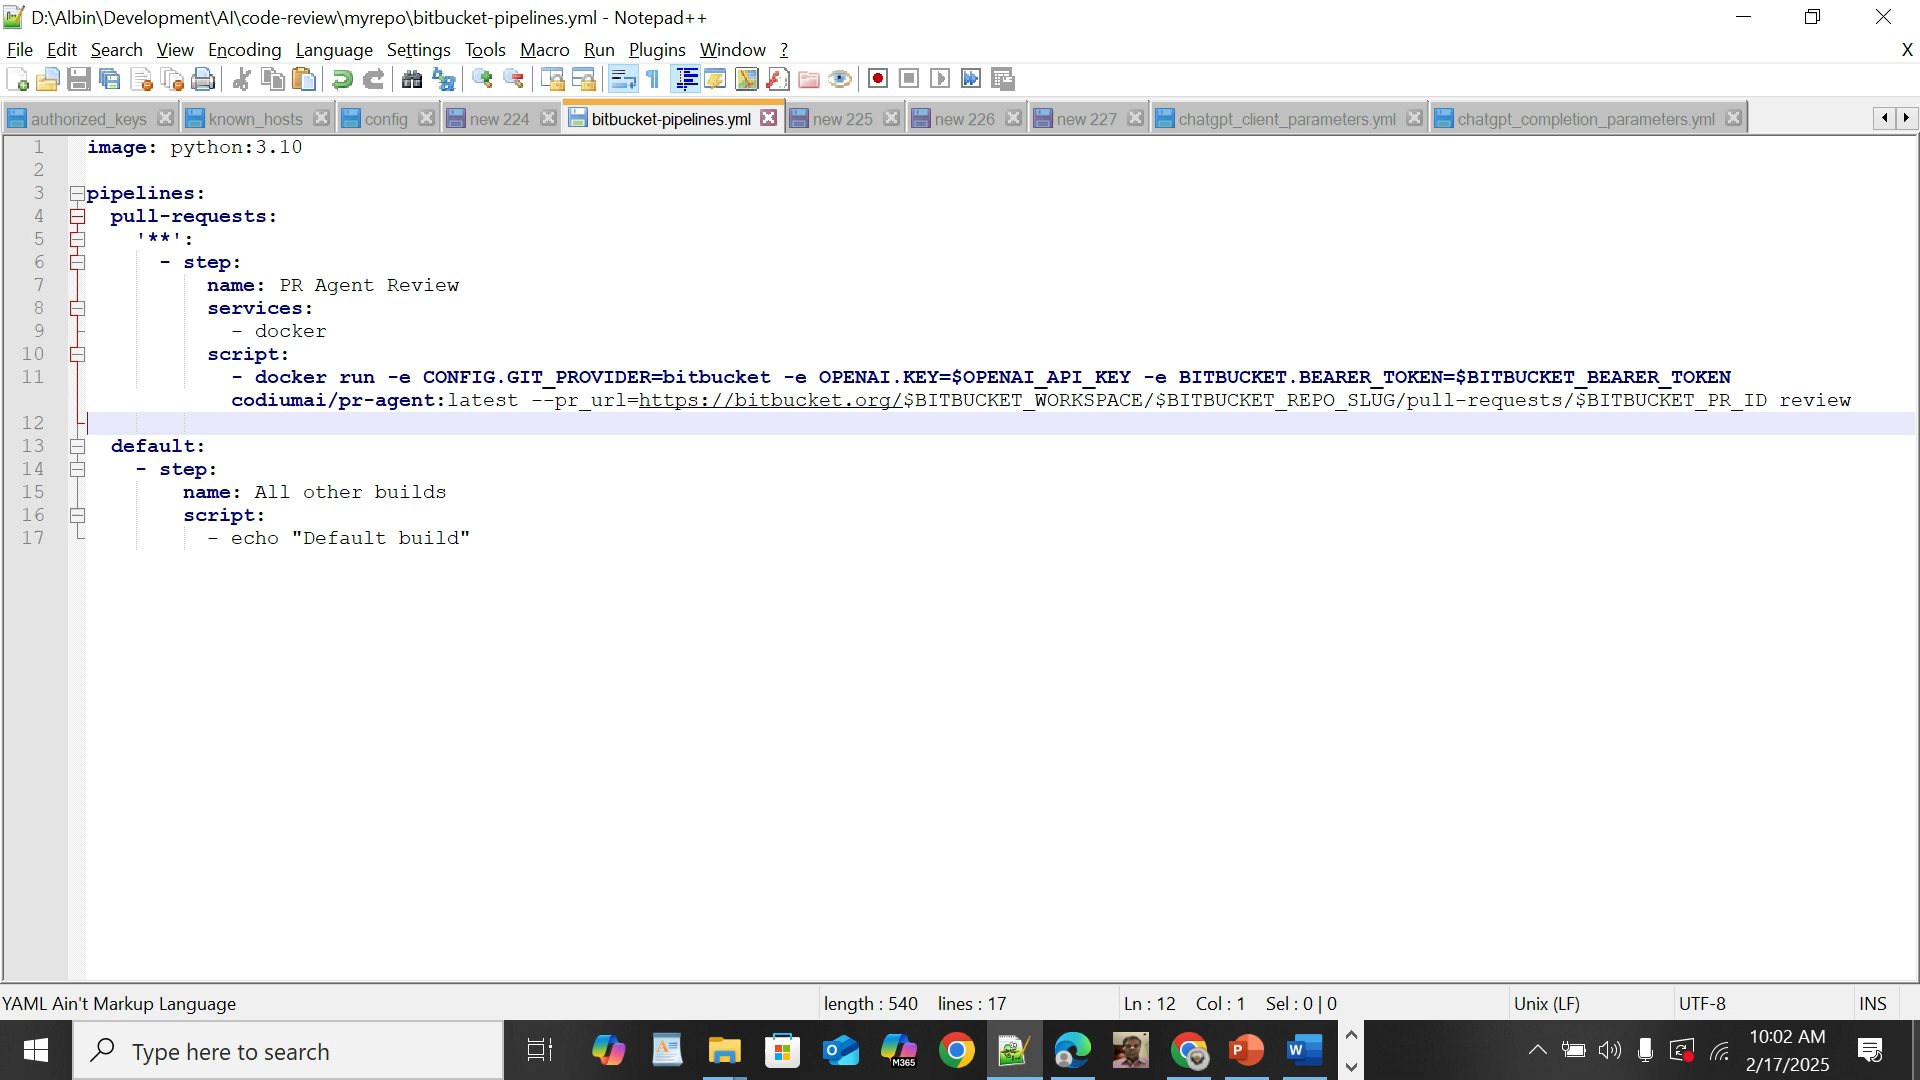 D:\Albin\Development\AI\code-review\myrepo\bitbucket-pipelines.yml - Notepad++
File Edit Search View Encoding Language Settings Tools Macro Run Plugins Window ?
X
authorized_keys known_hosts config new 224 bitbucket-pipelines.yml new 225 new 226 new 227 chatgpt_client_parameters.yml chatgpt_completion_parameters.yml
1 image: python:3.10
2
3 pipelines:
4 pull-requests:
5 '**':
6 - step:
7 name: PR Agent Review
8 services:
9 - docker
10 script:
11 - docker run -e CONFIG.GIT_PROVIDER=bitbucket -e OPENAI.KEY=$OPENAI_API_KEY -e BITBUCKET.BEARER_TOKEN=$BITBUCKET_BEARER_TOKEN
codiumai/pr-agent:latest --pr_url=https://bitbucket.org/$BITBUCKET_WORKSPACE/$BITBUCKET_REPO_SLUG/pull-requests/$BITBUCKET_PR_ID review
12
13 default:
14 - step:
15 name: All other builds
16 script:
17 - echo "Default build"
YAML Ain't Markup Language length : 540 lines : 17 Ln : 12 Col : 1 Sel : 0 | 0 Unix (LF) UTF-8 INS
Type here to search
M365
10:02 AM
2/17/2025